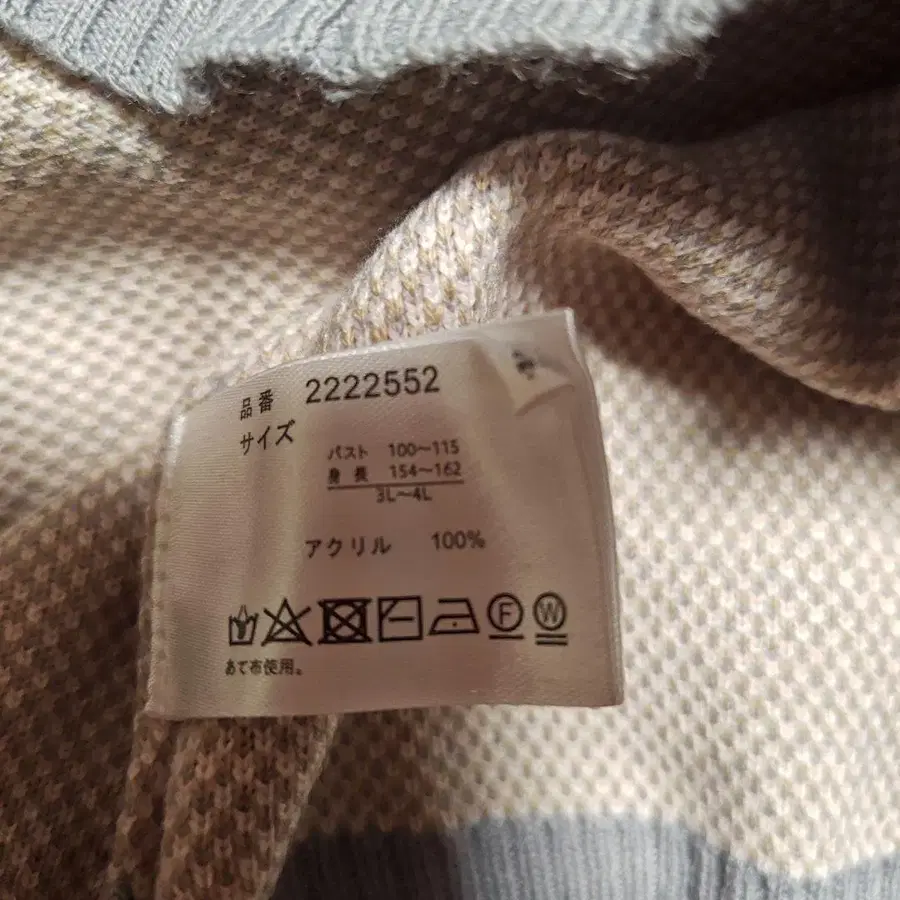 品番 2222552
サイズ
バスト 100〜115
身長 154〜162
3L〜4L
アクリル 100%
F W
あて布使用。